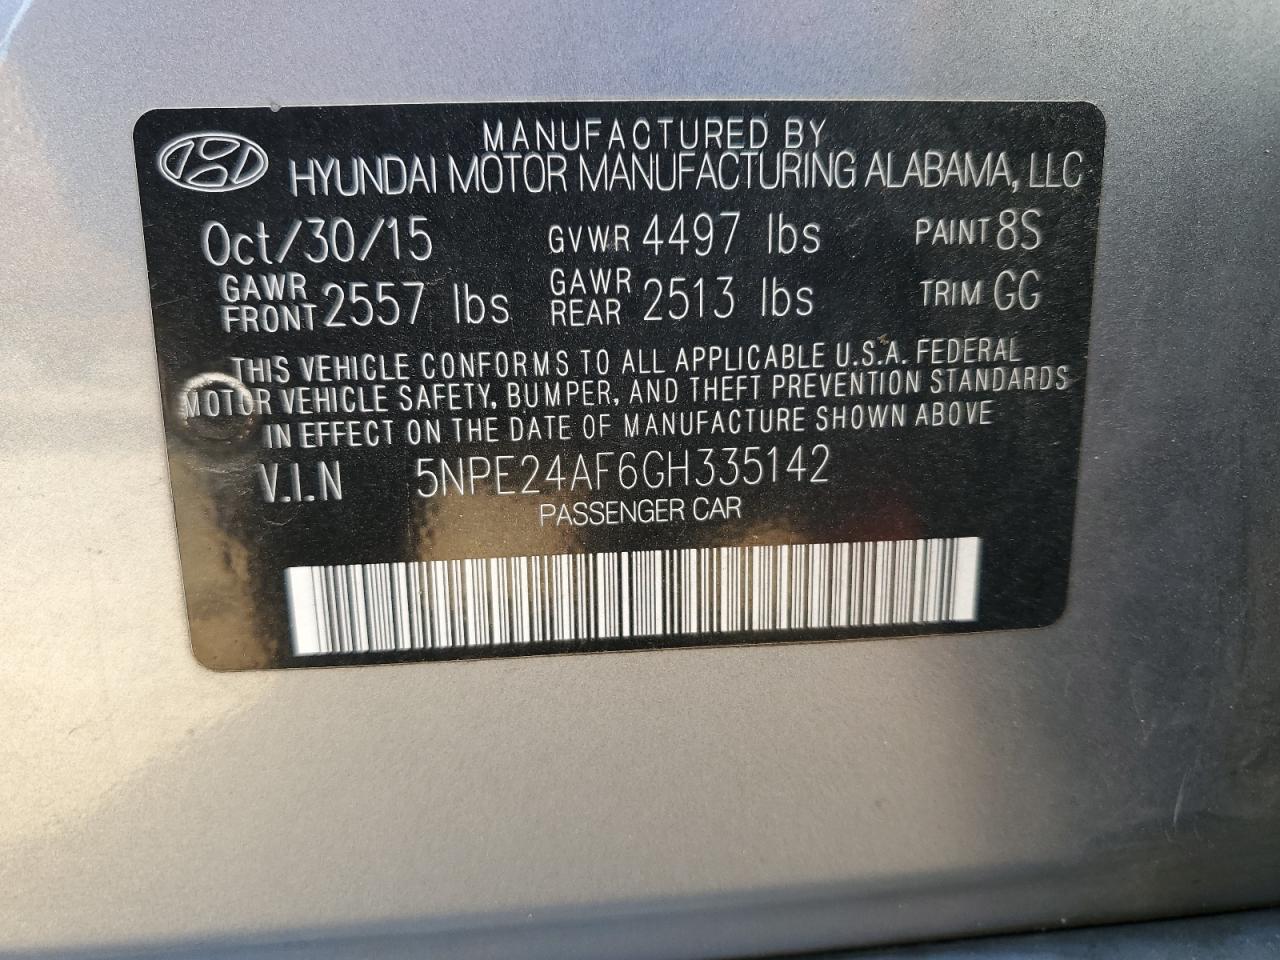 MANUFACTURED BY
HYUNDAI MOTOR MANUFACTURING ALABAMA, LLC
Oct/30/15 GVWR 4497 lbs PAINT 8S
GAWR FRONT 2557 lbs GAWR REAR 2513 lbs TRIM GG
THIS VEHICLE CONFORMS TO ALL APPLICABLE U.S.A. FEDERAL
MOTOR VEHICLE SAFETY, BUMPER, AND THEFT PREVENTION STANDARDS
IN EFFECT ON THE DATE OF MANUFACTURE SHOWN ABOVE
V.I.N 5NPE24AF6GH335142
PASSENGER CAR